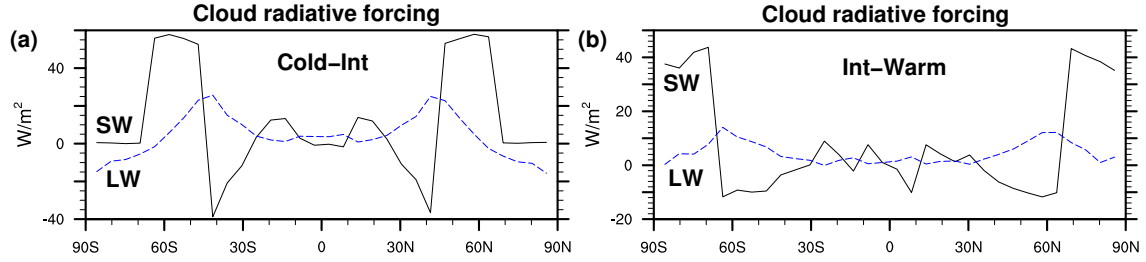 Cloud radiative forcing
(a)
Cold–Int
SW
LW
W/m²
40
0
-40
90S 60S 30S 0 30N 60N 90N
Cloud radiative forcing
(b)
Int–Warm
SW
LW
W/m²
40
20
0
-20
90S 60S 30S 0 30N 60N 90N